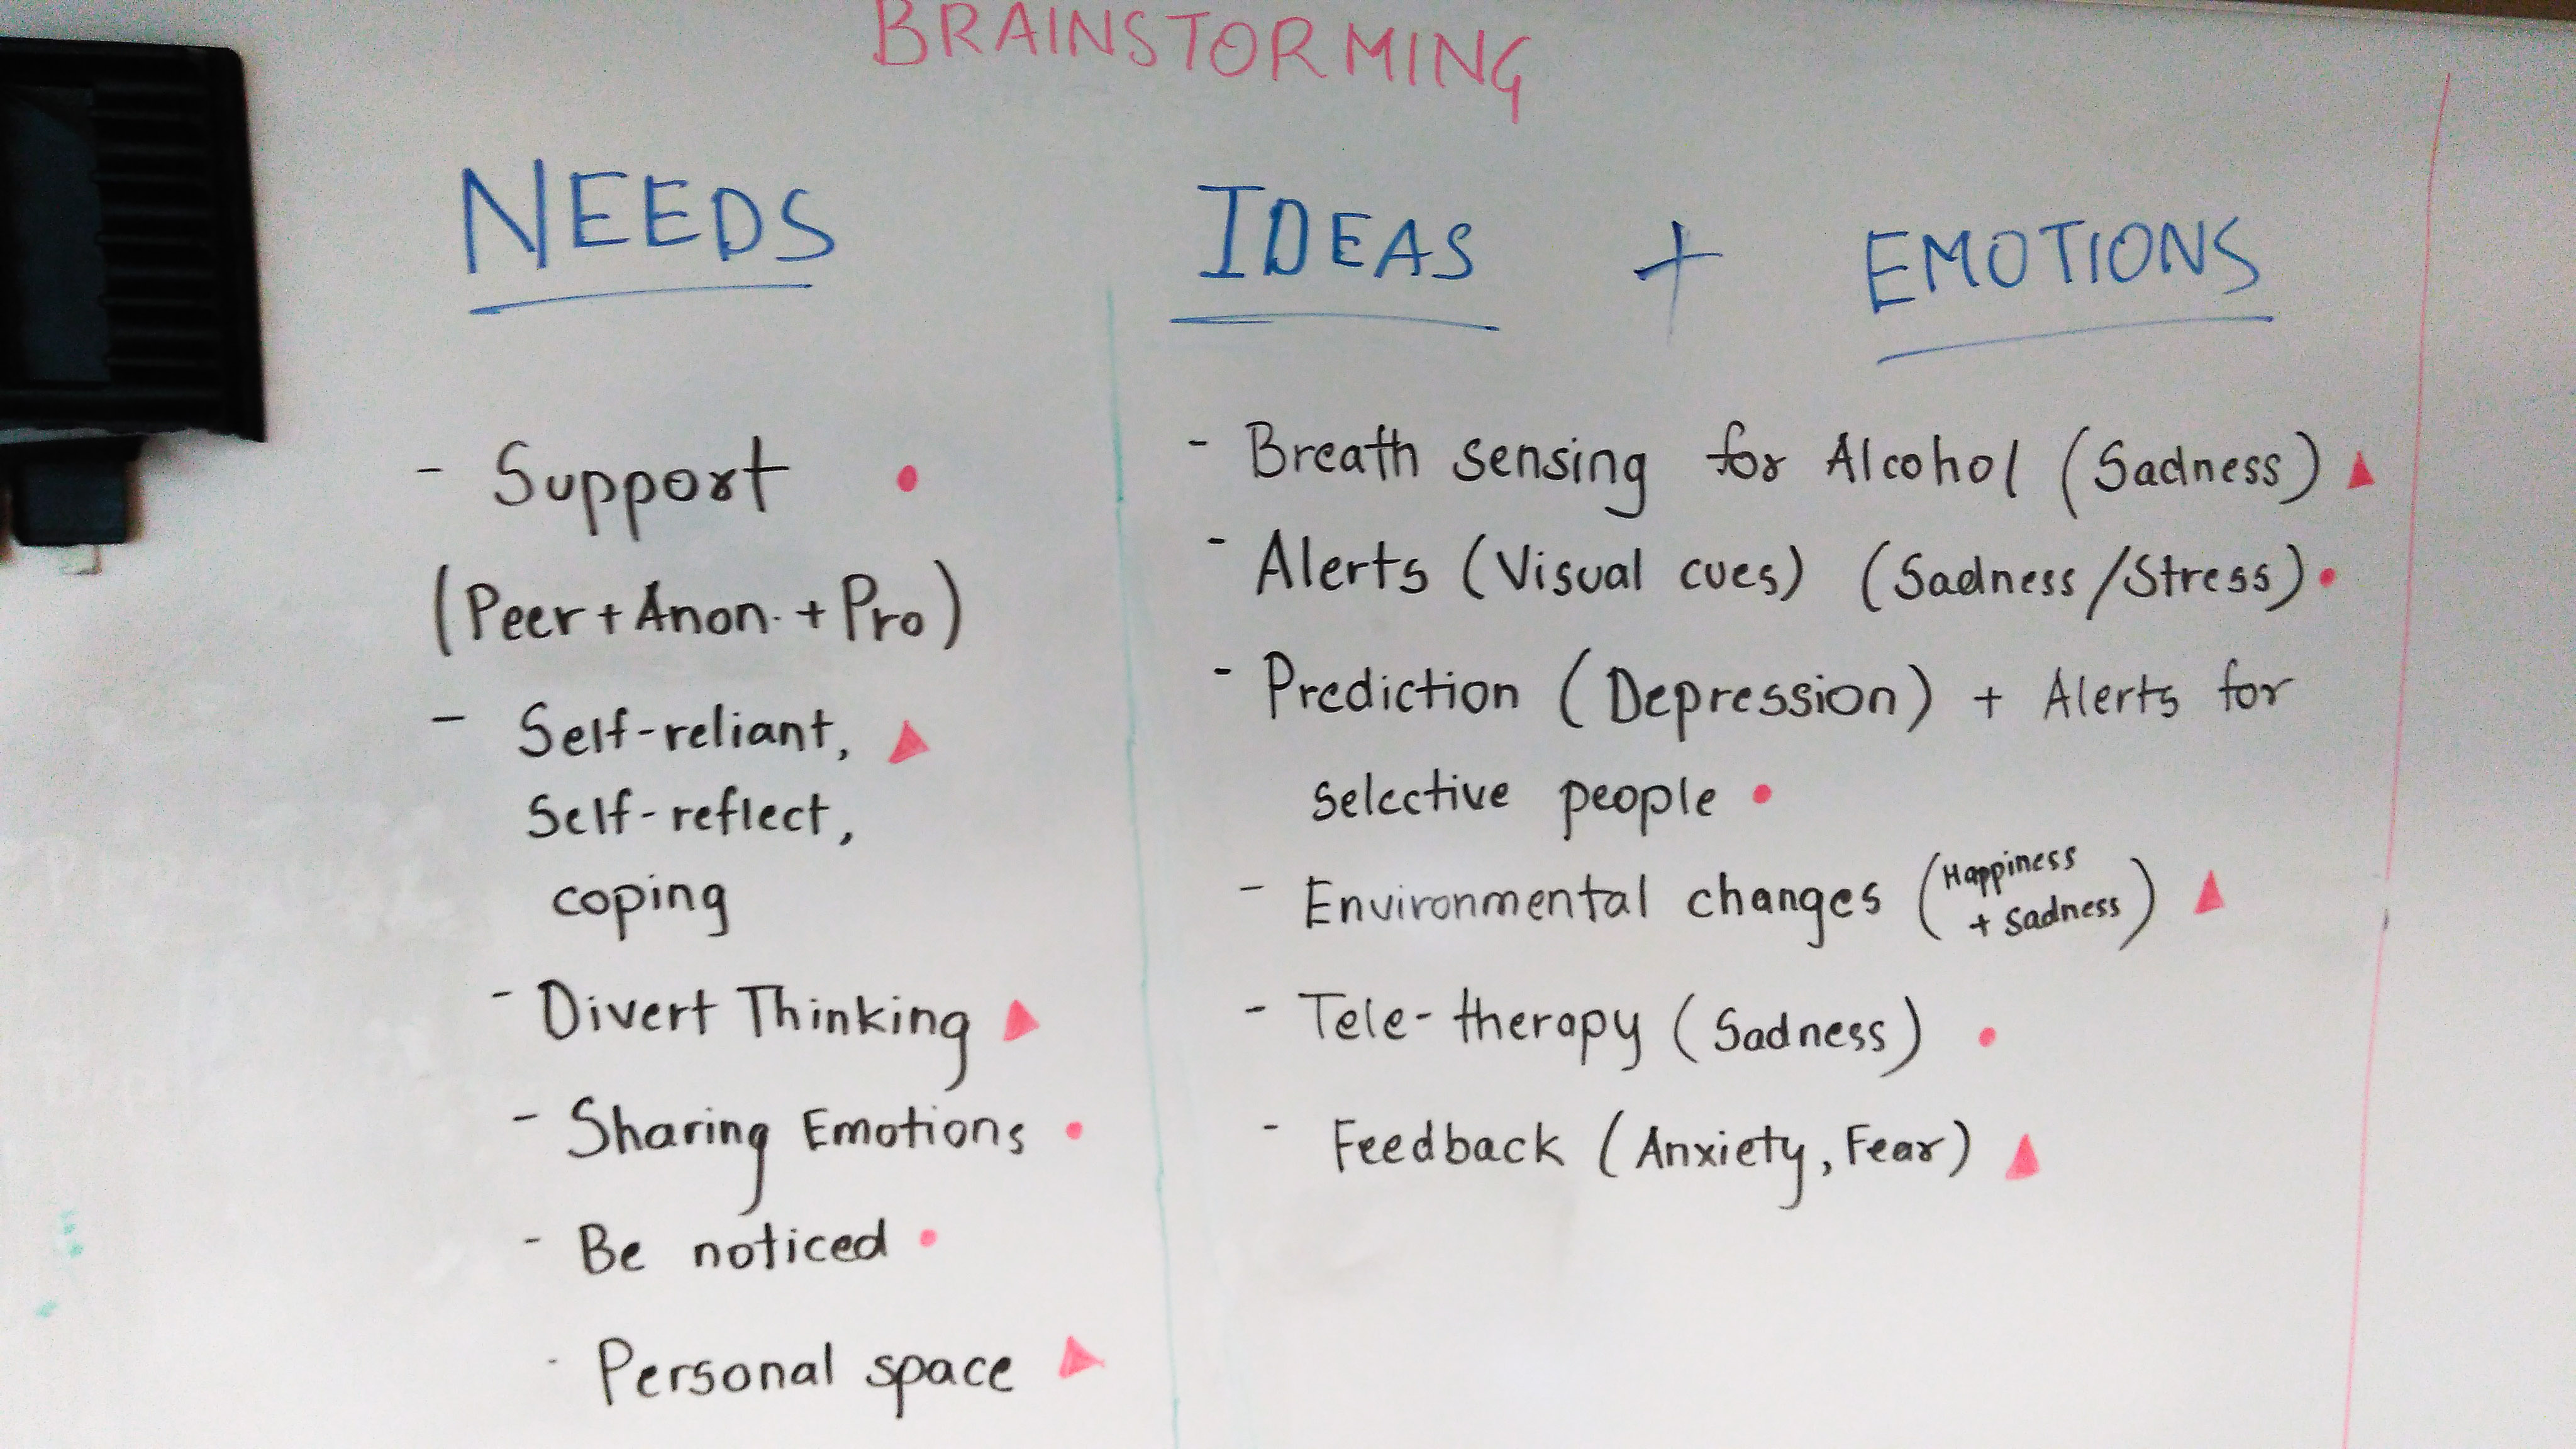 BRAINSTORMING
NEEDS
- Support
(Peer + Anon. + Pro)
- Self-reliant,
Self-reflect,
coping
- Divert Thinking
- Sharing Emotions
- Be noticed
- Personal space
IDEAS + EMOTIONS
- Breath sensing for Alcohol (Sadness)
- Alerts (Visual cues) (Sadness/Stress)
- Prediction (Depression) + Alerts for
selective people
- Environmental changes (Happiness
+ Sadness)
- Tele-therapy (Sadness)
- Feedback (Anxiety, Fear)